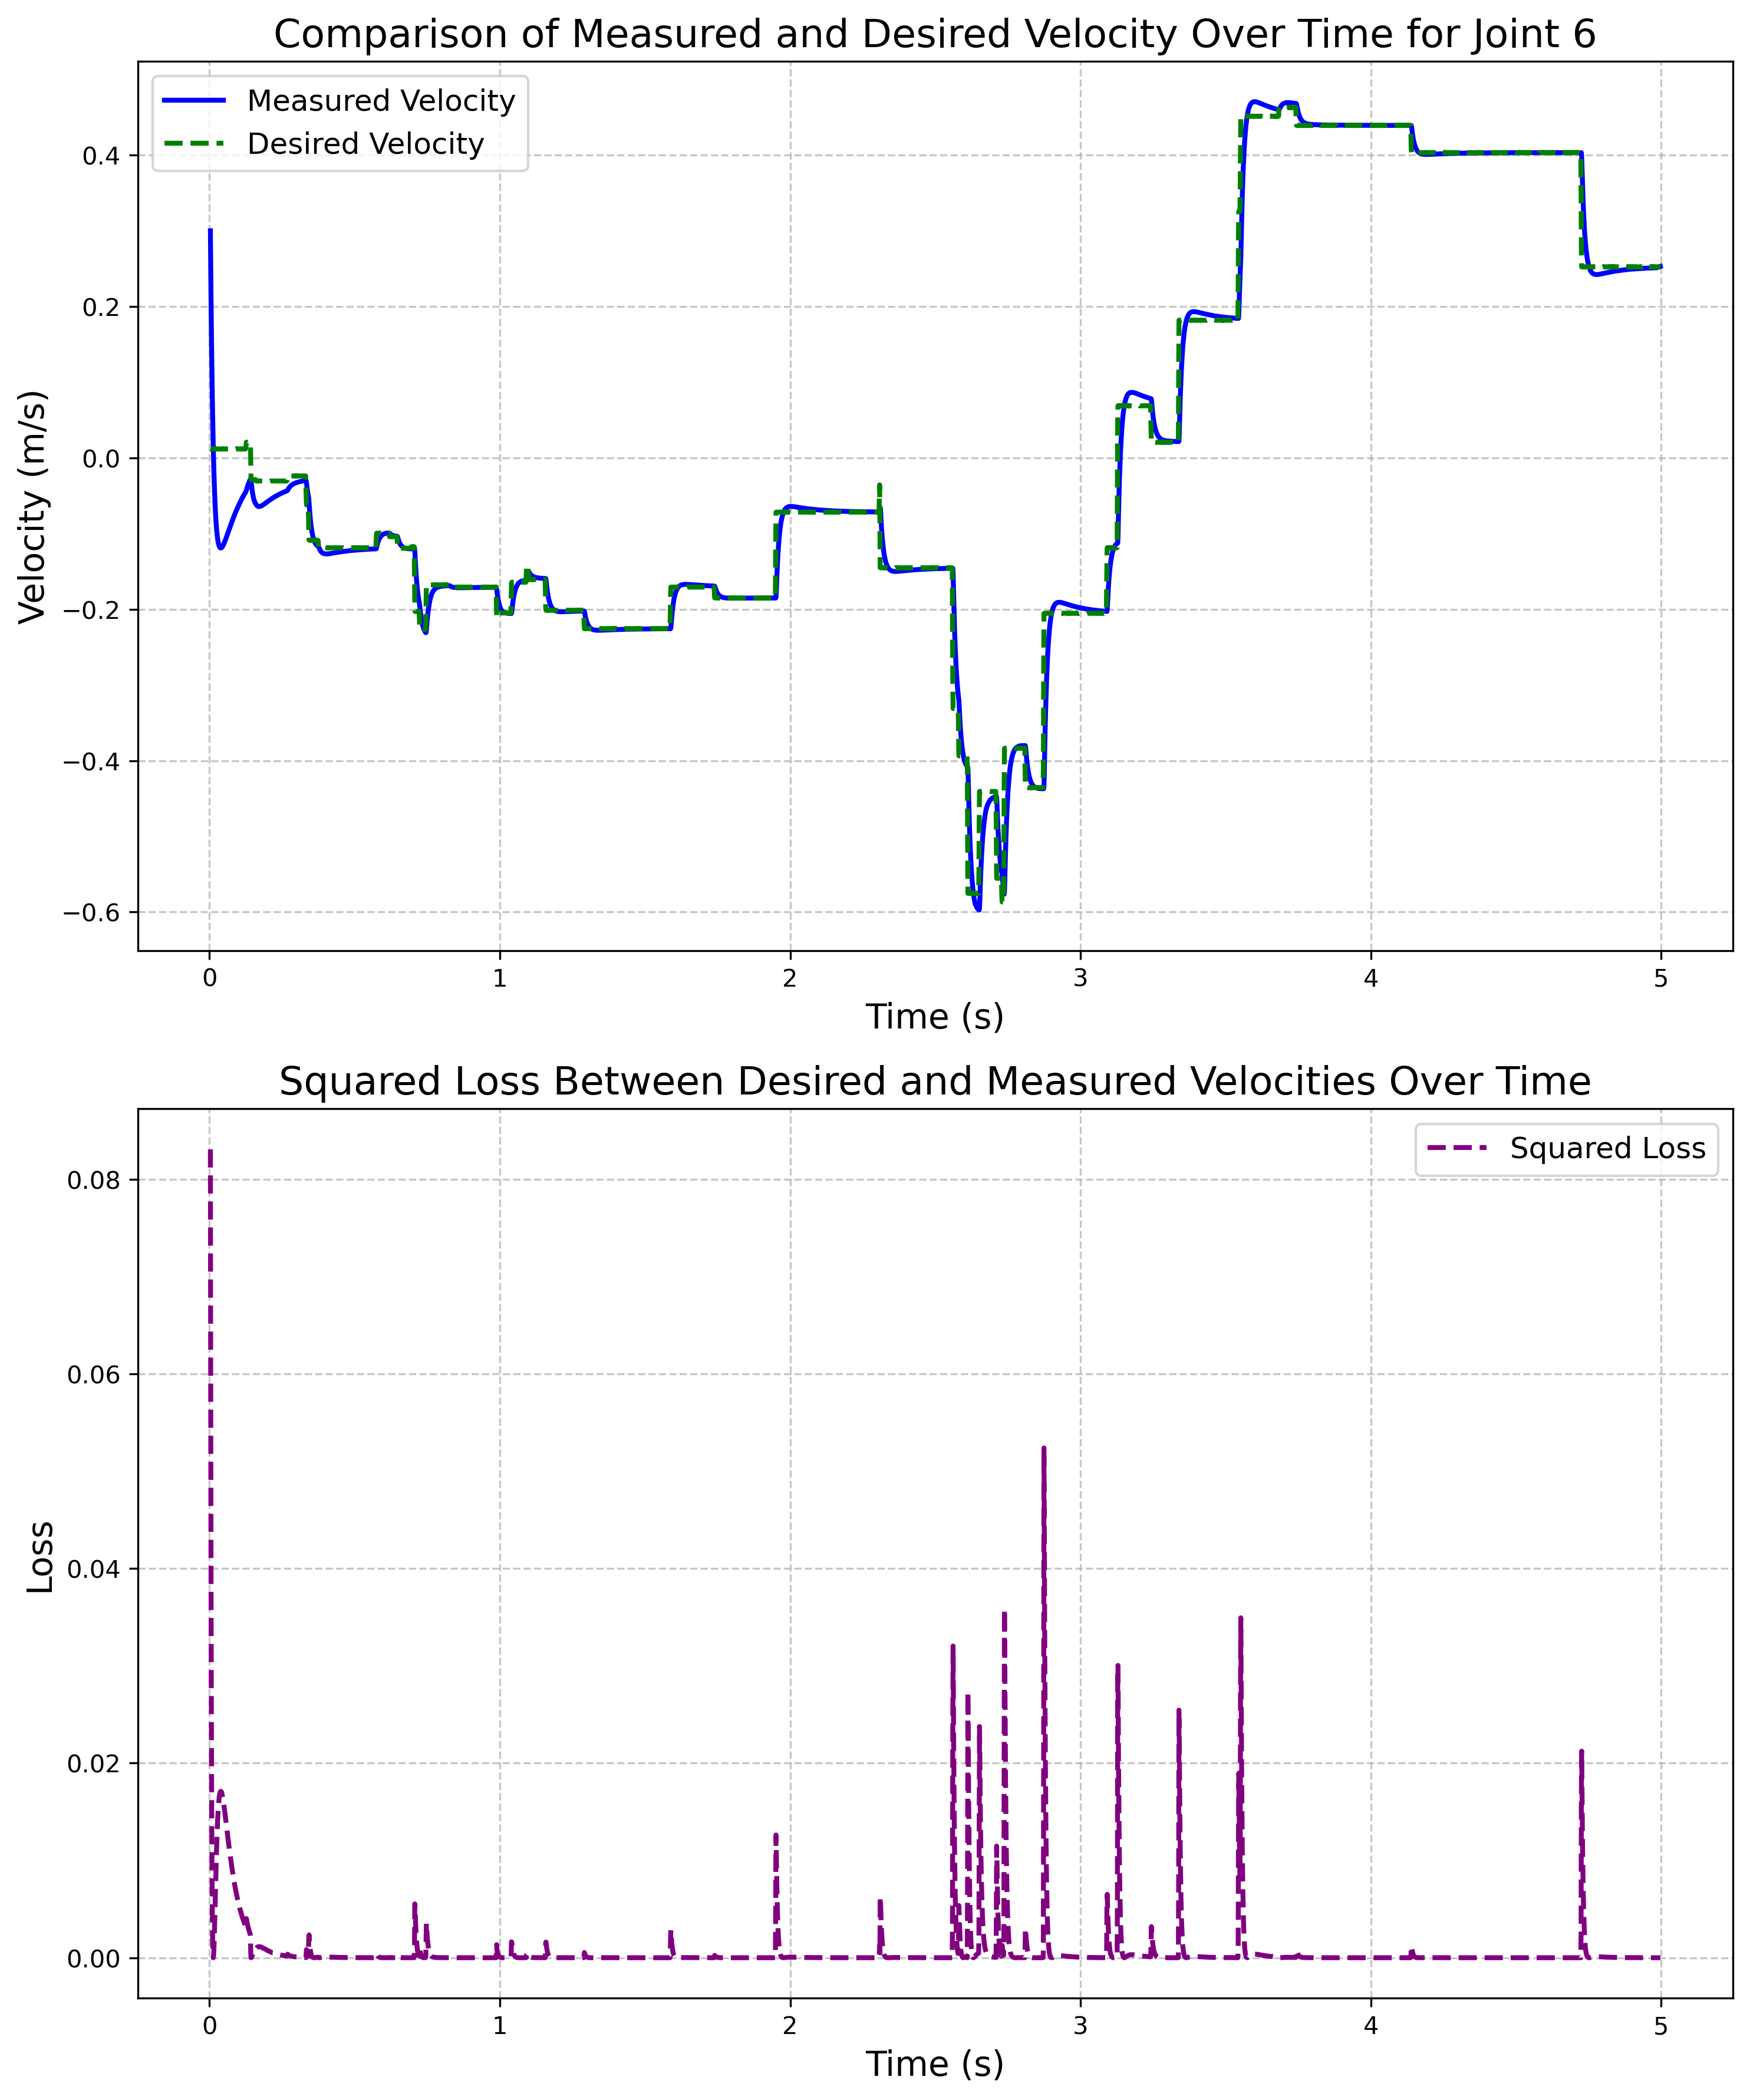 Comparison of Measured and Desired Velocity Over Time for Joint 6
Measured Velocity
Desired Velocity
Velocity (m/s)
0.4
0.2
0.0
−0.2
−0.4
−0.6
0 1 2 3 4 5
Time (s)
Squared Loss Between Desired and Measured Velocities Over Time
Squared Loss
Loss
0.08
0.06
0.04
0.02
0.00
0 1 2 3 4 5
Time (s)